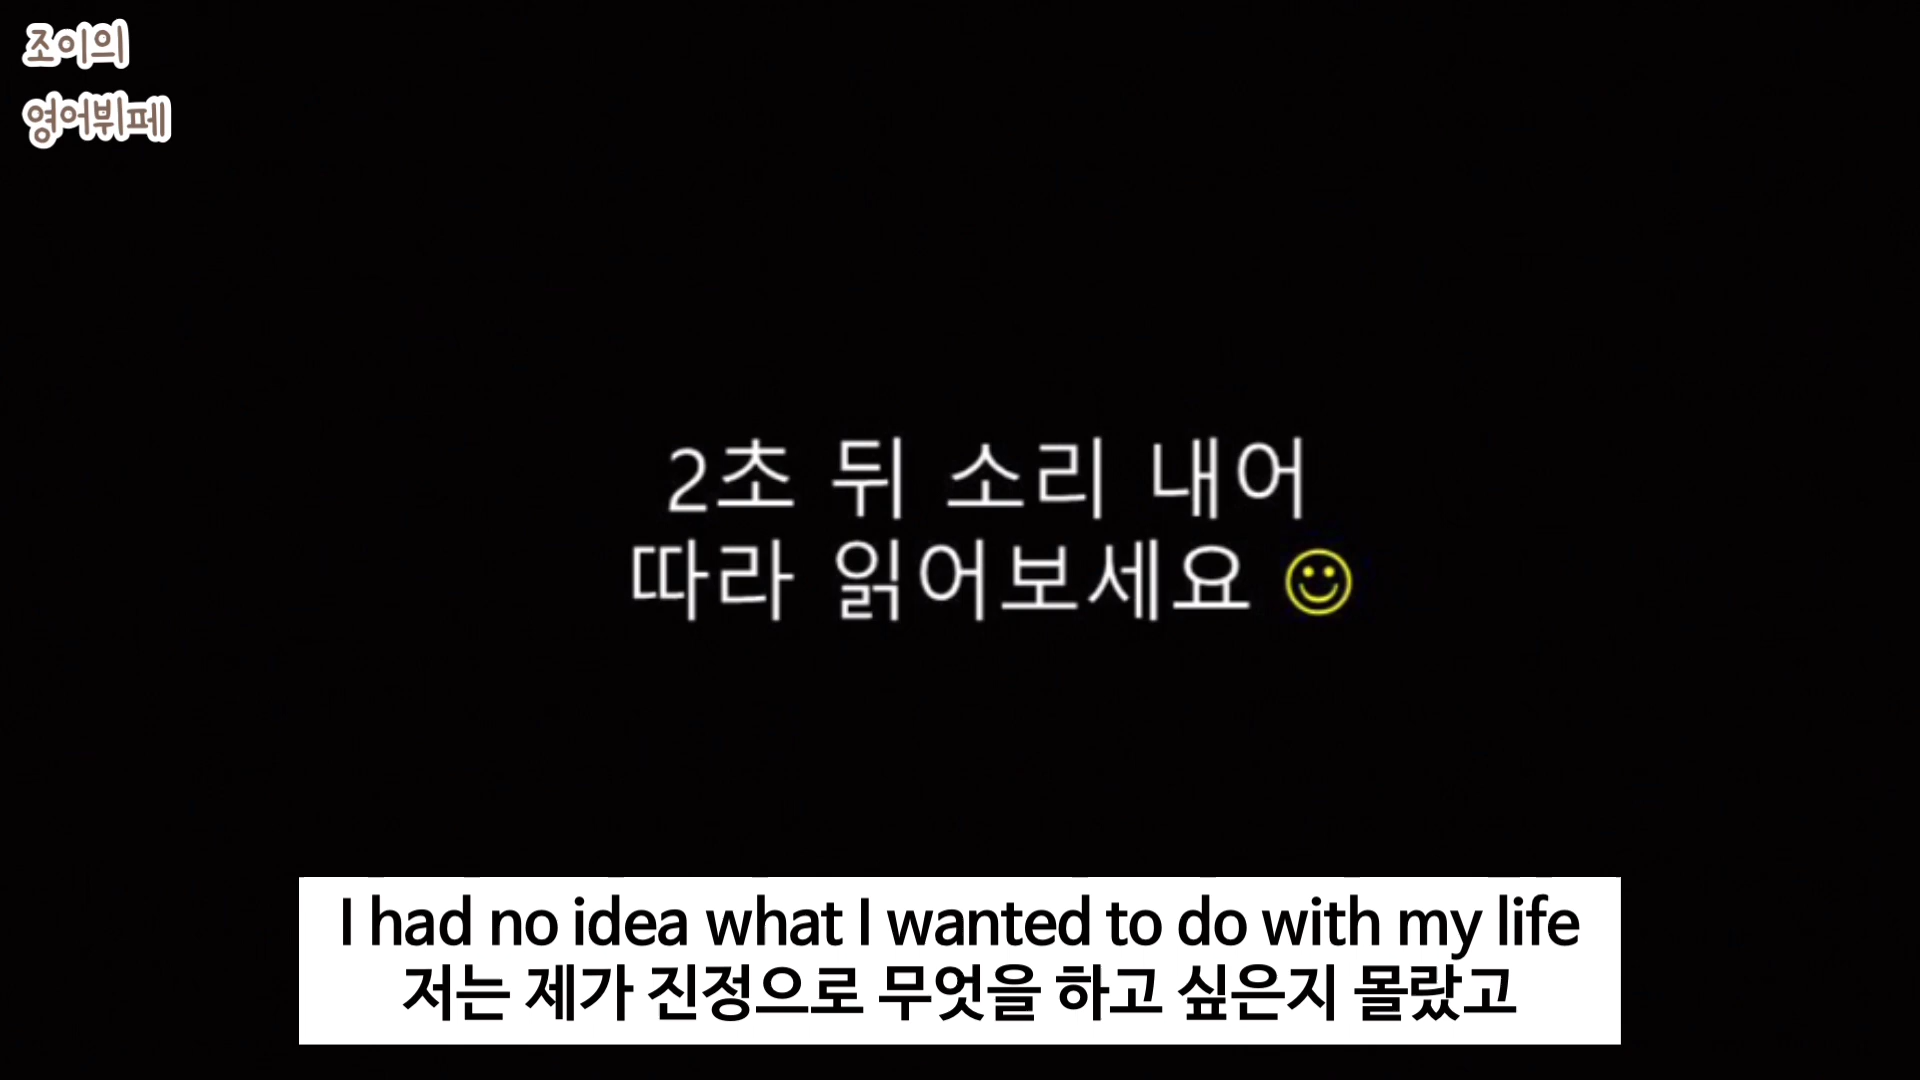 조이의
영어뷔페
2초 뒤 소리 내어
따라 읽어보세요 ☺
I had no idea what I wanted to do with my life
저는 제가 진정으로 무엇을 하고 싶은지 몰랐고